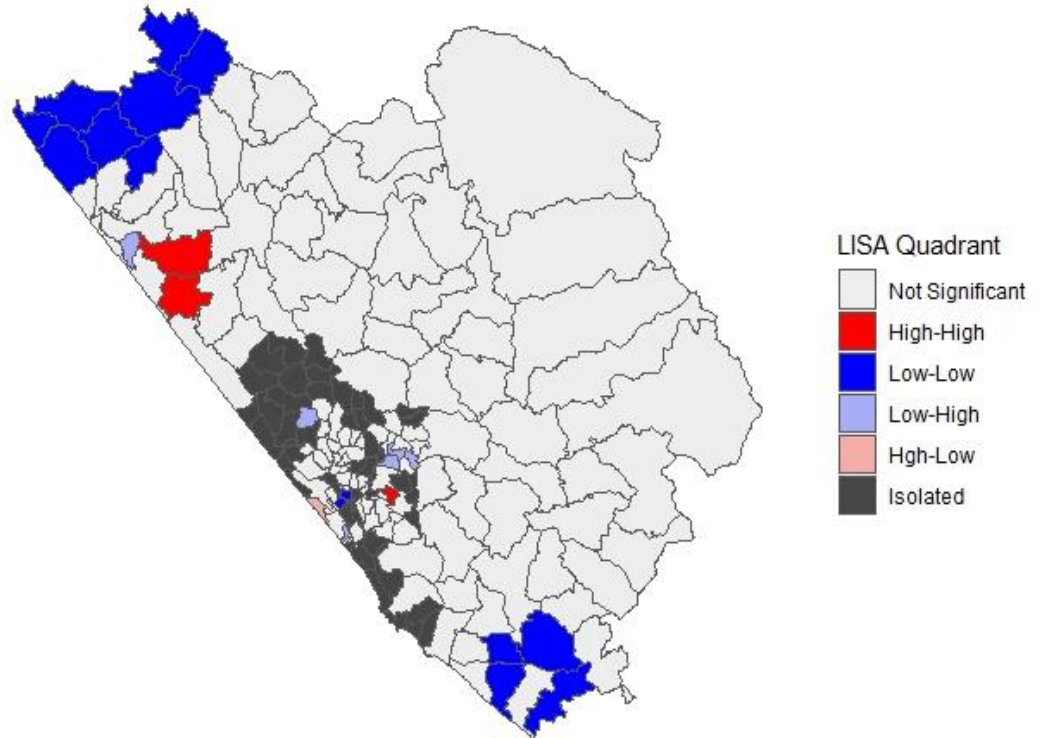 LISA Quadrant
Not Significant
High-High
Low-Low
Low-High
Hgh-Low
Isolated